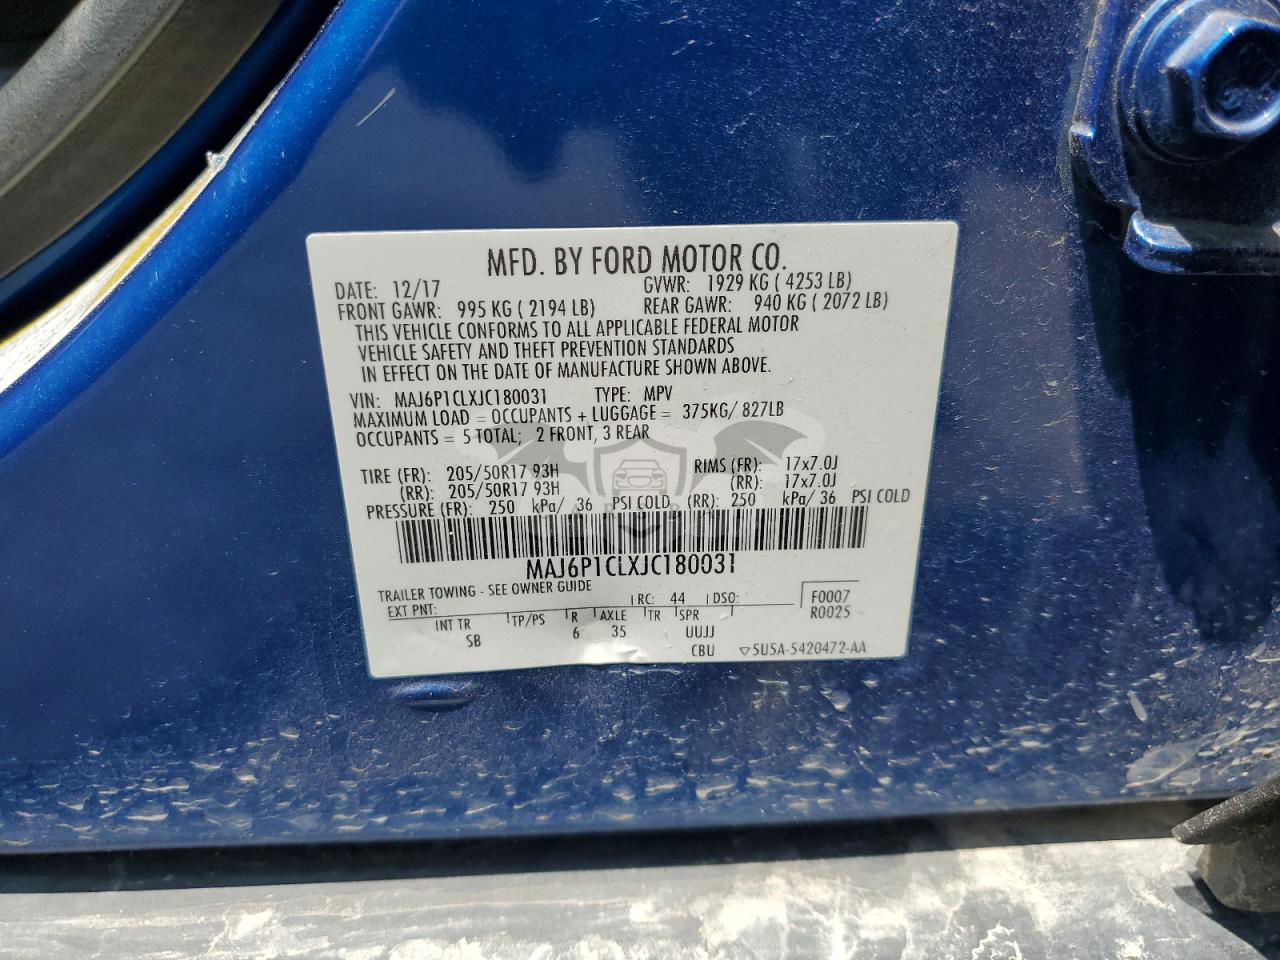 MFD. BY FORD MOTOR CO.
DATE: 12/17 GVWR: 1929 KG ( 4253 LB)
FRONT GAWR: 995 KG ( 2194 LB) REAR GAWR: 940 KG ( 2072 LB)
THIS VEHICLE CONFORMS TO ALL APPLICABLE FEDERAL MOTOR
VEHICLE SAFETY AND THEFT PREVENTION STANDARDS
IN EFFECT ON THE DATE OF MANUFACTURE SHOWN ABOVE.
VIN: MAJ6P1CLXJC180031 TYPE: MPV
MAXIMUM LOAD = OCCUPANTS + LUGGAGE = 375KG/ 827LB
OCCUPANTS = 5 TOTAL; 2 FRONT, 3 REAR
TIRE (FR): 205/50R17 93H RIMS (FR): 17x7.0J
(RR): 205/50R17 93H (RR): 17x7.0J
PRESSURE (FR): 250 kPa/ 36 PSI COLD (RR): 250 kPa/ 36 PSI COLD
MAJ6P1CLXJC180031
TRAILER TOWING - SEE OWNER GUIDE
EXT PNT: RC: 44 DSO: F0007
R0025
INT TR TP/PS R AXLE TR SPR
SB 6 35 UUJJ
CBU ▽5U5A-5420472-AA